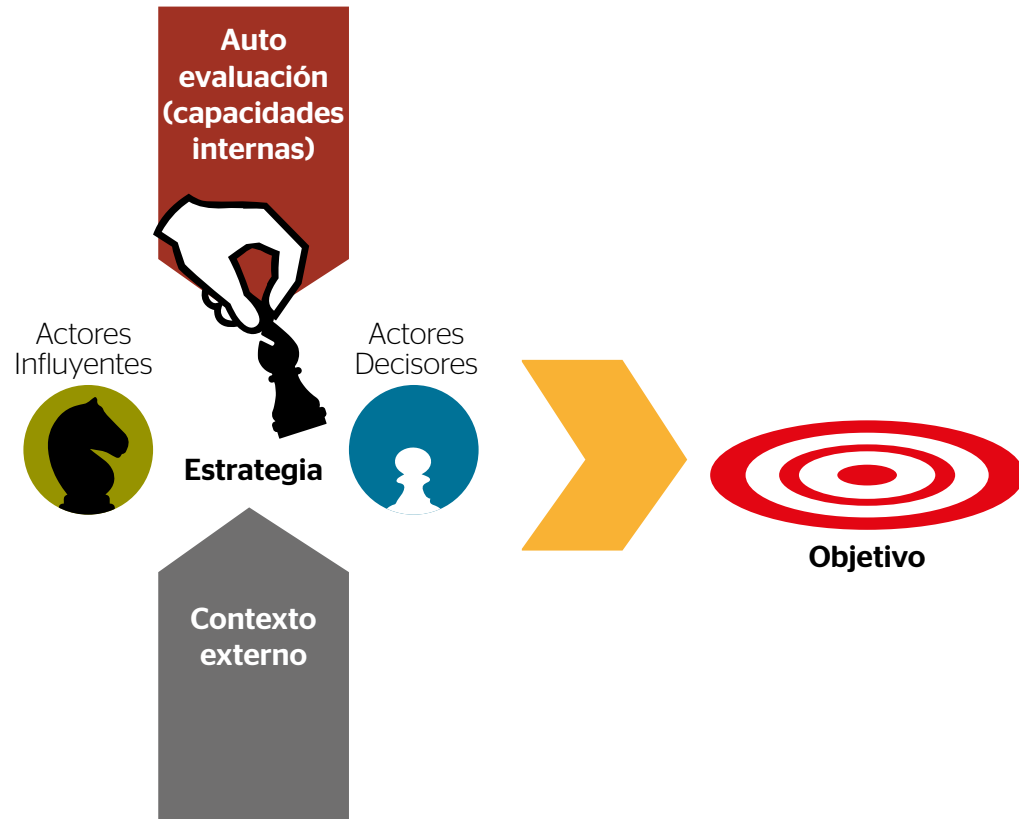 Auto
evaluación
(capacidades
internas)
Actores
Influyentes
Actores
Decisores
Estrategia
Objetivo
Contexto
externo